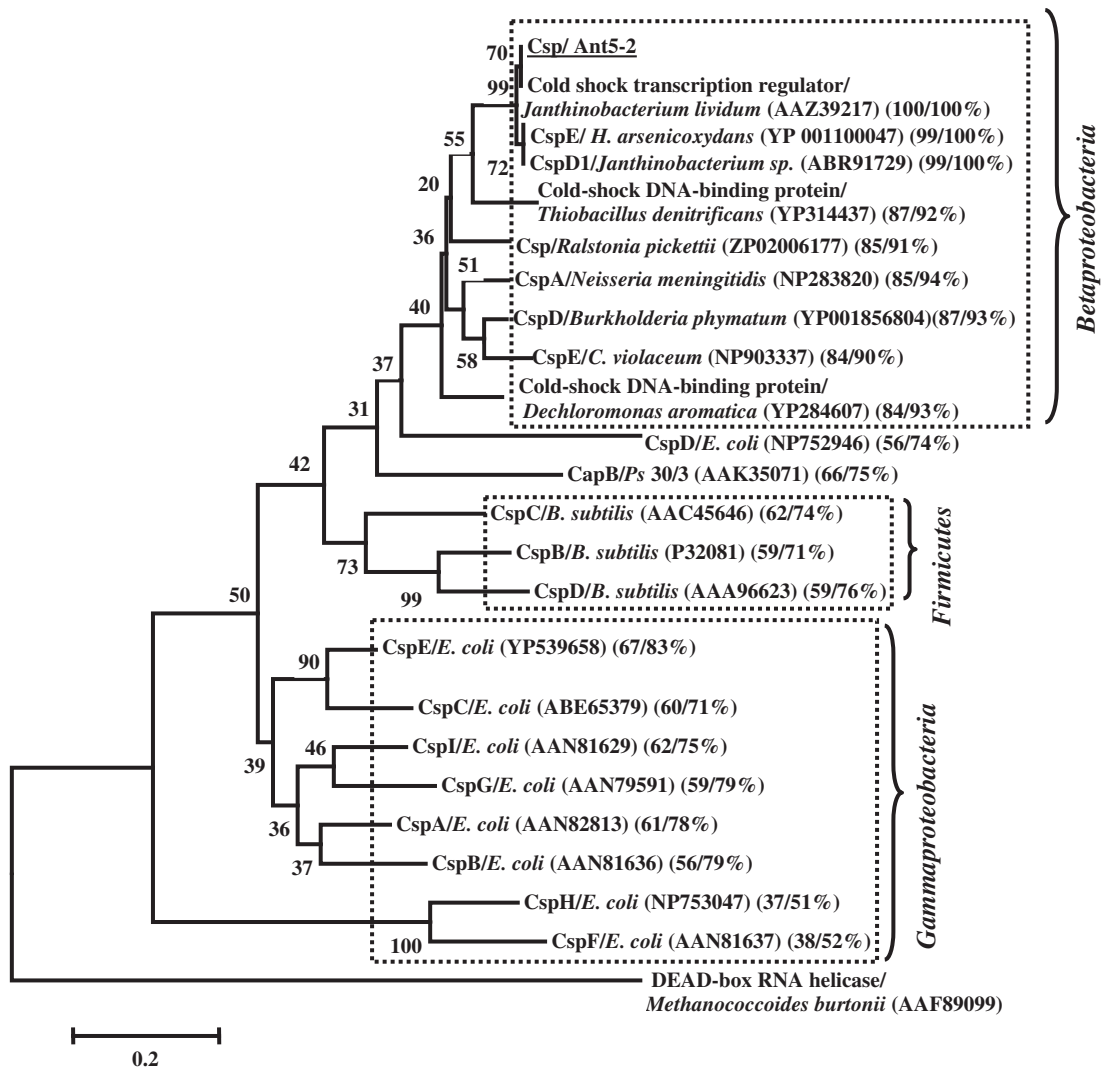 70
Csp/ Ant5-2
99
Cold shock transcription regulator/
Janthinobacterium lividum (AAZ39217) (100/100%)
55
CspE/ H. arsenicoxydans (YP 001100047) (99/100%)
72
CspD1/Janthinobacterium sp. (ABR91729) (99/100%)
20
Cold-shock DNA-binding protein/
Thiobacillus denitrificans (YP314437) (87/92%)
36
Csp/Ralstonia pickettii (ZP02006177) (85/91%)
51
CspA/Neisseria meningitidis (NP283820) (85/94%)
40
CspD/Burkholderia phymatum (YP001856804)(87/93%)
58
CspE/C. violaceum (NP903337) (84/90%)
37
Cold-shock DNA-binding protein/
Dechloromonas aromatica (YP284607) (84/93%)
Betaproteobacteria
31
CspD/E. coli (NP752946) (56/74%)
42
CapB/Ps 30/3 (AAK35071) (66/75%)
CspC/B. subtilis (AAC45646) (62/74%)
73
CspB/B. subtilis (P32081) (59/71%)
99
CspD/B. subtilis (AAA96623) (59/76%)
Firmicutes
50
CspE/E. coli (YP539658) (67/83%)
90
CspC/E. coli (ABE65379) (60/71%)
46
CspI/E. coli (AAN81629) (62/75%)
39
CspG/E. coli (AAN79591) (59/79%)
36
CspA/E. coli (AAN82813) (61/78%)
37
CspB/E. coli (AAN81636) (56/79%)
CspH/E. coli (NP753047) (37/51%)
100
CspF/E. coli (AAN81637) (38/52%)
Gammaproteobacteria
DEAD-box RNA helicase/
Methanococcoides burtonii (AAF89099)
0.2